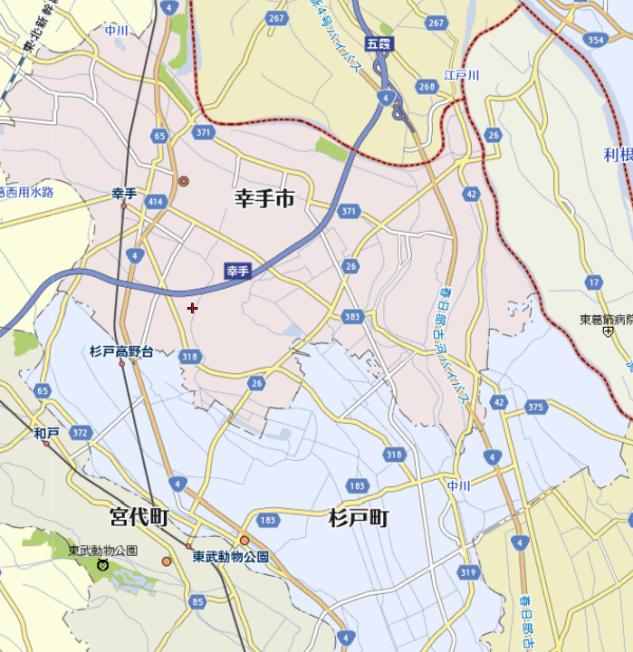 4
267
267
354
中川
東北新幹線
新4号バイパス
五霞
江戸川
268
4
371
65
26
利根
葛西用水路
幸手
414
幸手市
42
371
4
幸手
26
17
383
春日部古河バイパス
東葛飾病院
杉戸高野台
318
65
26
42
375
和戸
372
318
4
4
183
中川
宮代町
183
杉戸町
4
東武動物公園
東武動物公園
319
85
春日部古
4